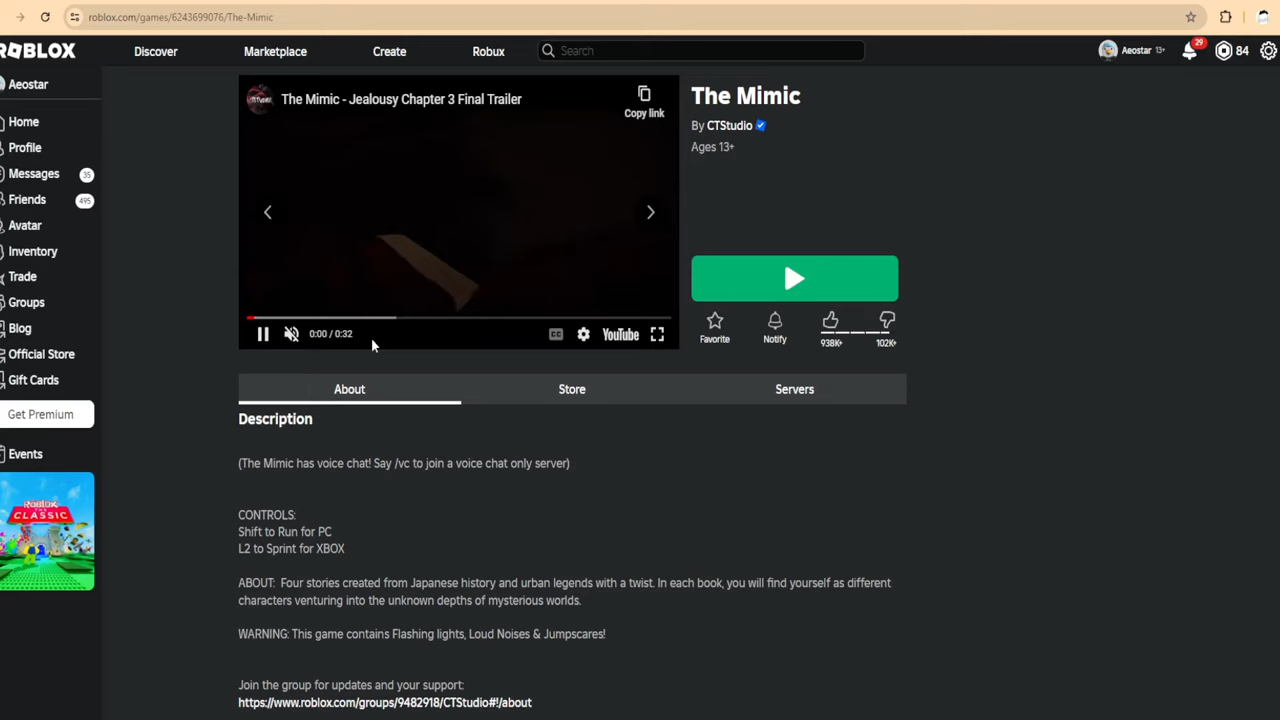 roblox.com/games/6243699076/The-Mimic
ROBLOX
Discover
Marketplace
Create
Robux
Search
Aeostar 13+
29
84
Aeostar
Home
Profile
Messages 35
Friends 495
Avatar
Inventory
Trade
Groups
Blog
Official Store
Gift Cards
Get Premium
Events
ROBLOX
THE
CLASSIC
The Mimic - Jealousy Chapter 3 Final Trailer
Copy link
0:00 / 0:32
CC
YouTube
The Mimic
By CTStudio
Ages 13+
Favorite
Notify
938K+
102K+
About
Store
Servers
Description
(The Mimic has voice chat! Say /vc to join a voice chat only server)
CONTROLS:
Shift to Run for PC
L2 to Sprint for XBOX
ABOUT: Four stories created from Japanese history and urban legends with a twist. In each book, you will find yourself as different
characters venturing into the unknown depths of mysterious worlds.
WARNING: This game contains Flashing lights, Loud Noises & Jumpscares!
Join the group for updates and your support:
https://www.roblox.com/groups/9482918/CTStudio#!/about